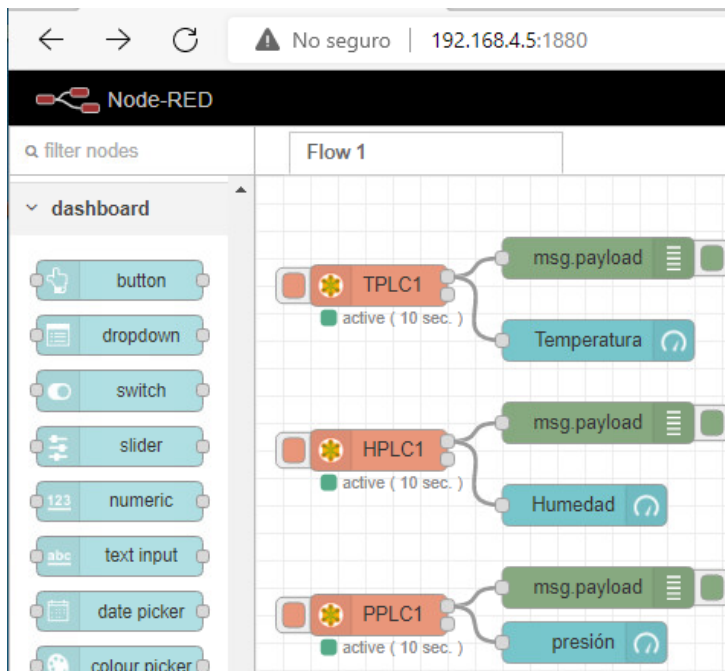 No seguro | 192.168.4.5:1880
Node-RED
filter nodes
Flow 1
dashboard
button
dropdown
switch
slider
123 numeric
abc text input
date picker
colour picker
TPLC1
active ( 10 sec. )
msg.payload
Temperatura
HPLC1
active ( 10 sec. )
msg.payload
Humedad
PPLC1
active ( 10 sec. )
msg.payload
presión